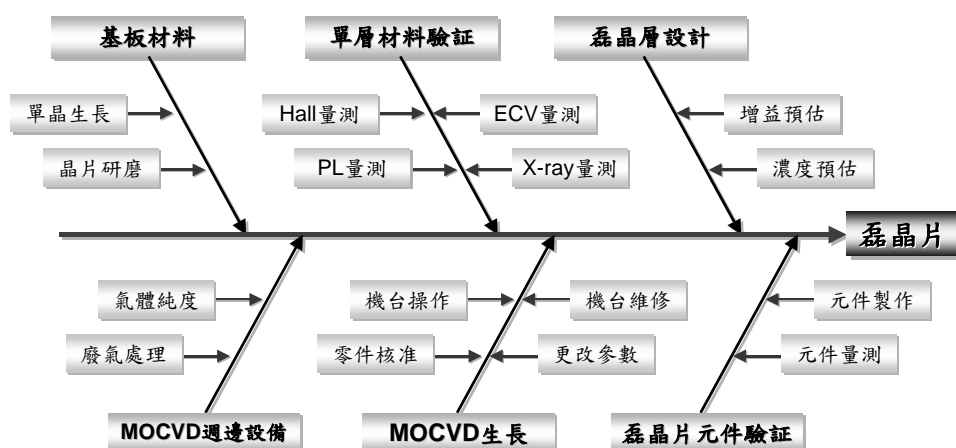 基板材料
單層材料驗証
磊晶層設計
單晶生長
Hall量測
ECV量測
增益預估
晶片研磨
PL量測
X-ray量測
濃度預估
磊晶片
氣體純度
機台操作
機台維修
元件製作
廢氣處理
零件核准
更改參數
元件量測
MOCVD週邊設備
MOCVD生長
磊晶片元件驗証